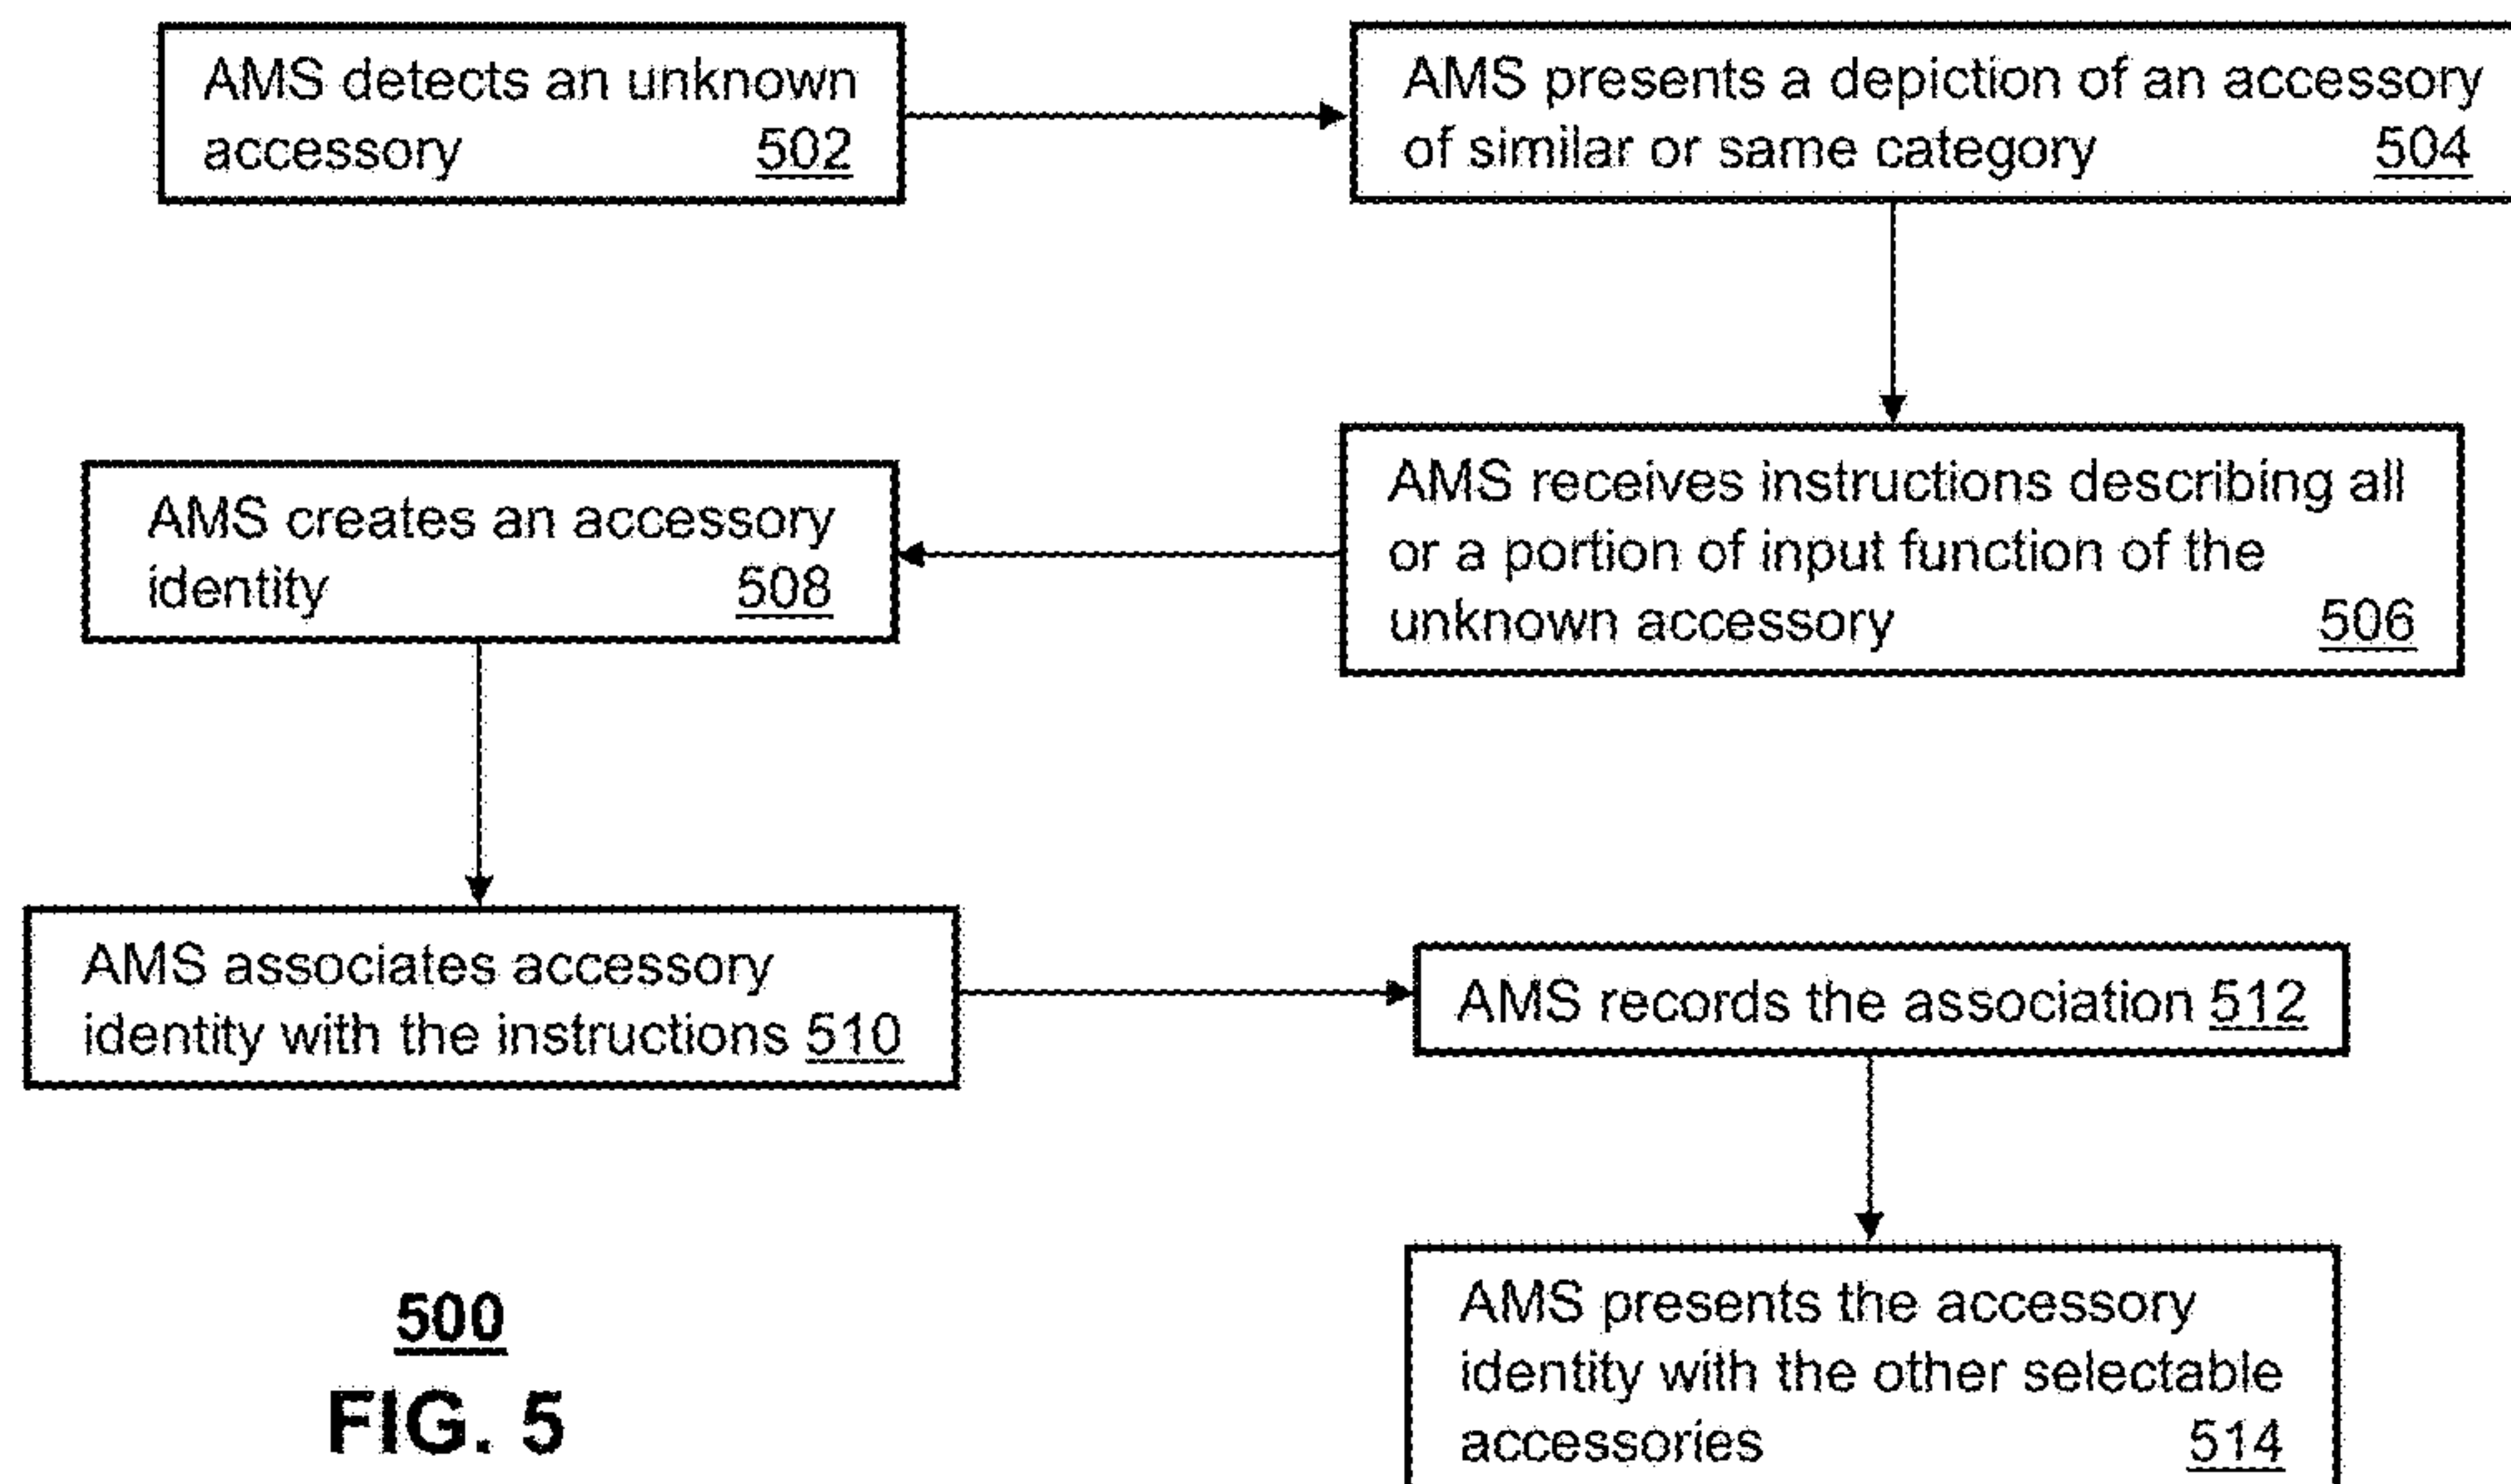 AMS detects an unknown
accessory 502
AMS presents a depiction of an accessory
of similar or same category 504
AMS receives instructions describing all
or a portion of input function of the
unknown accessory 506
AMS creates an accessory
identity 508
AMS associates accessory
identity with the instructions 510
AMS records the association 512
AMS presents the accessory
identity with the other selectable
accessories 514
500
FIG. 5